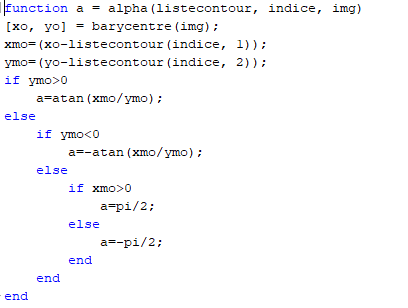 function a = alpha(listecontour, indice, img)
[xo, yo] = barycentre(img);
xmo=(xo-listecontour(indice, 1));
ymo=(yo-listecontour(indice, 2));
if ymo>0
    a=atan(xmo/ymo);
else
    if ymo<0
        a=-atan(xmo/ymo);
    else
        if xmo>0
            a=pi/2;
        else
            a=-pi/2;
        end
    end
end